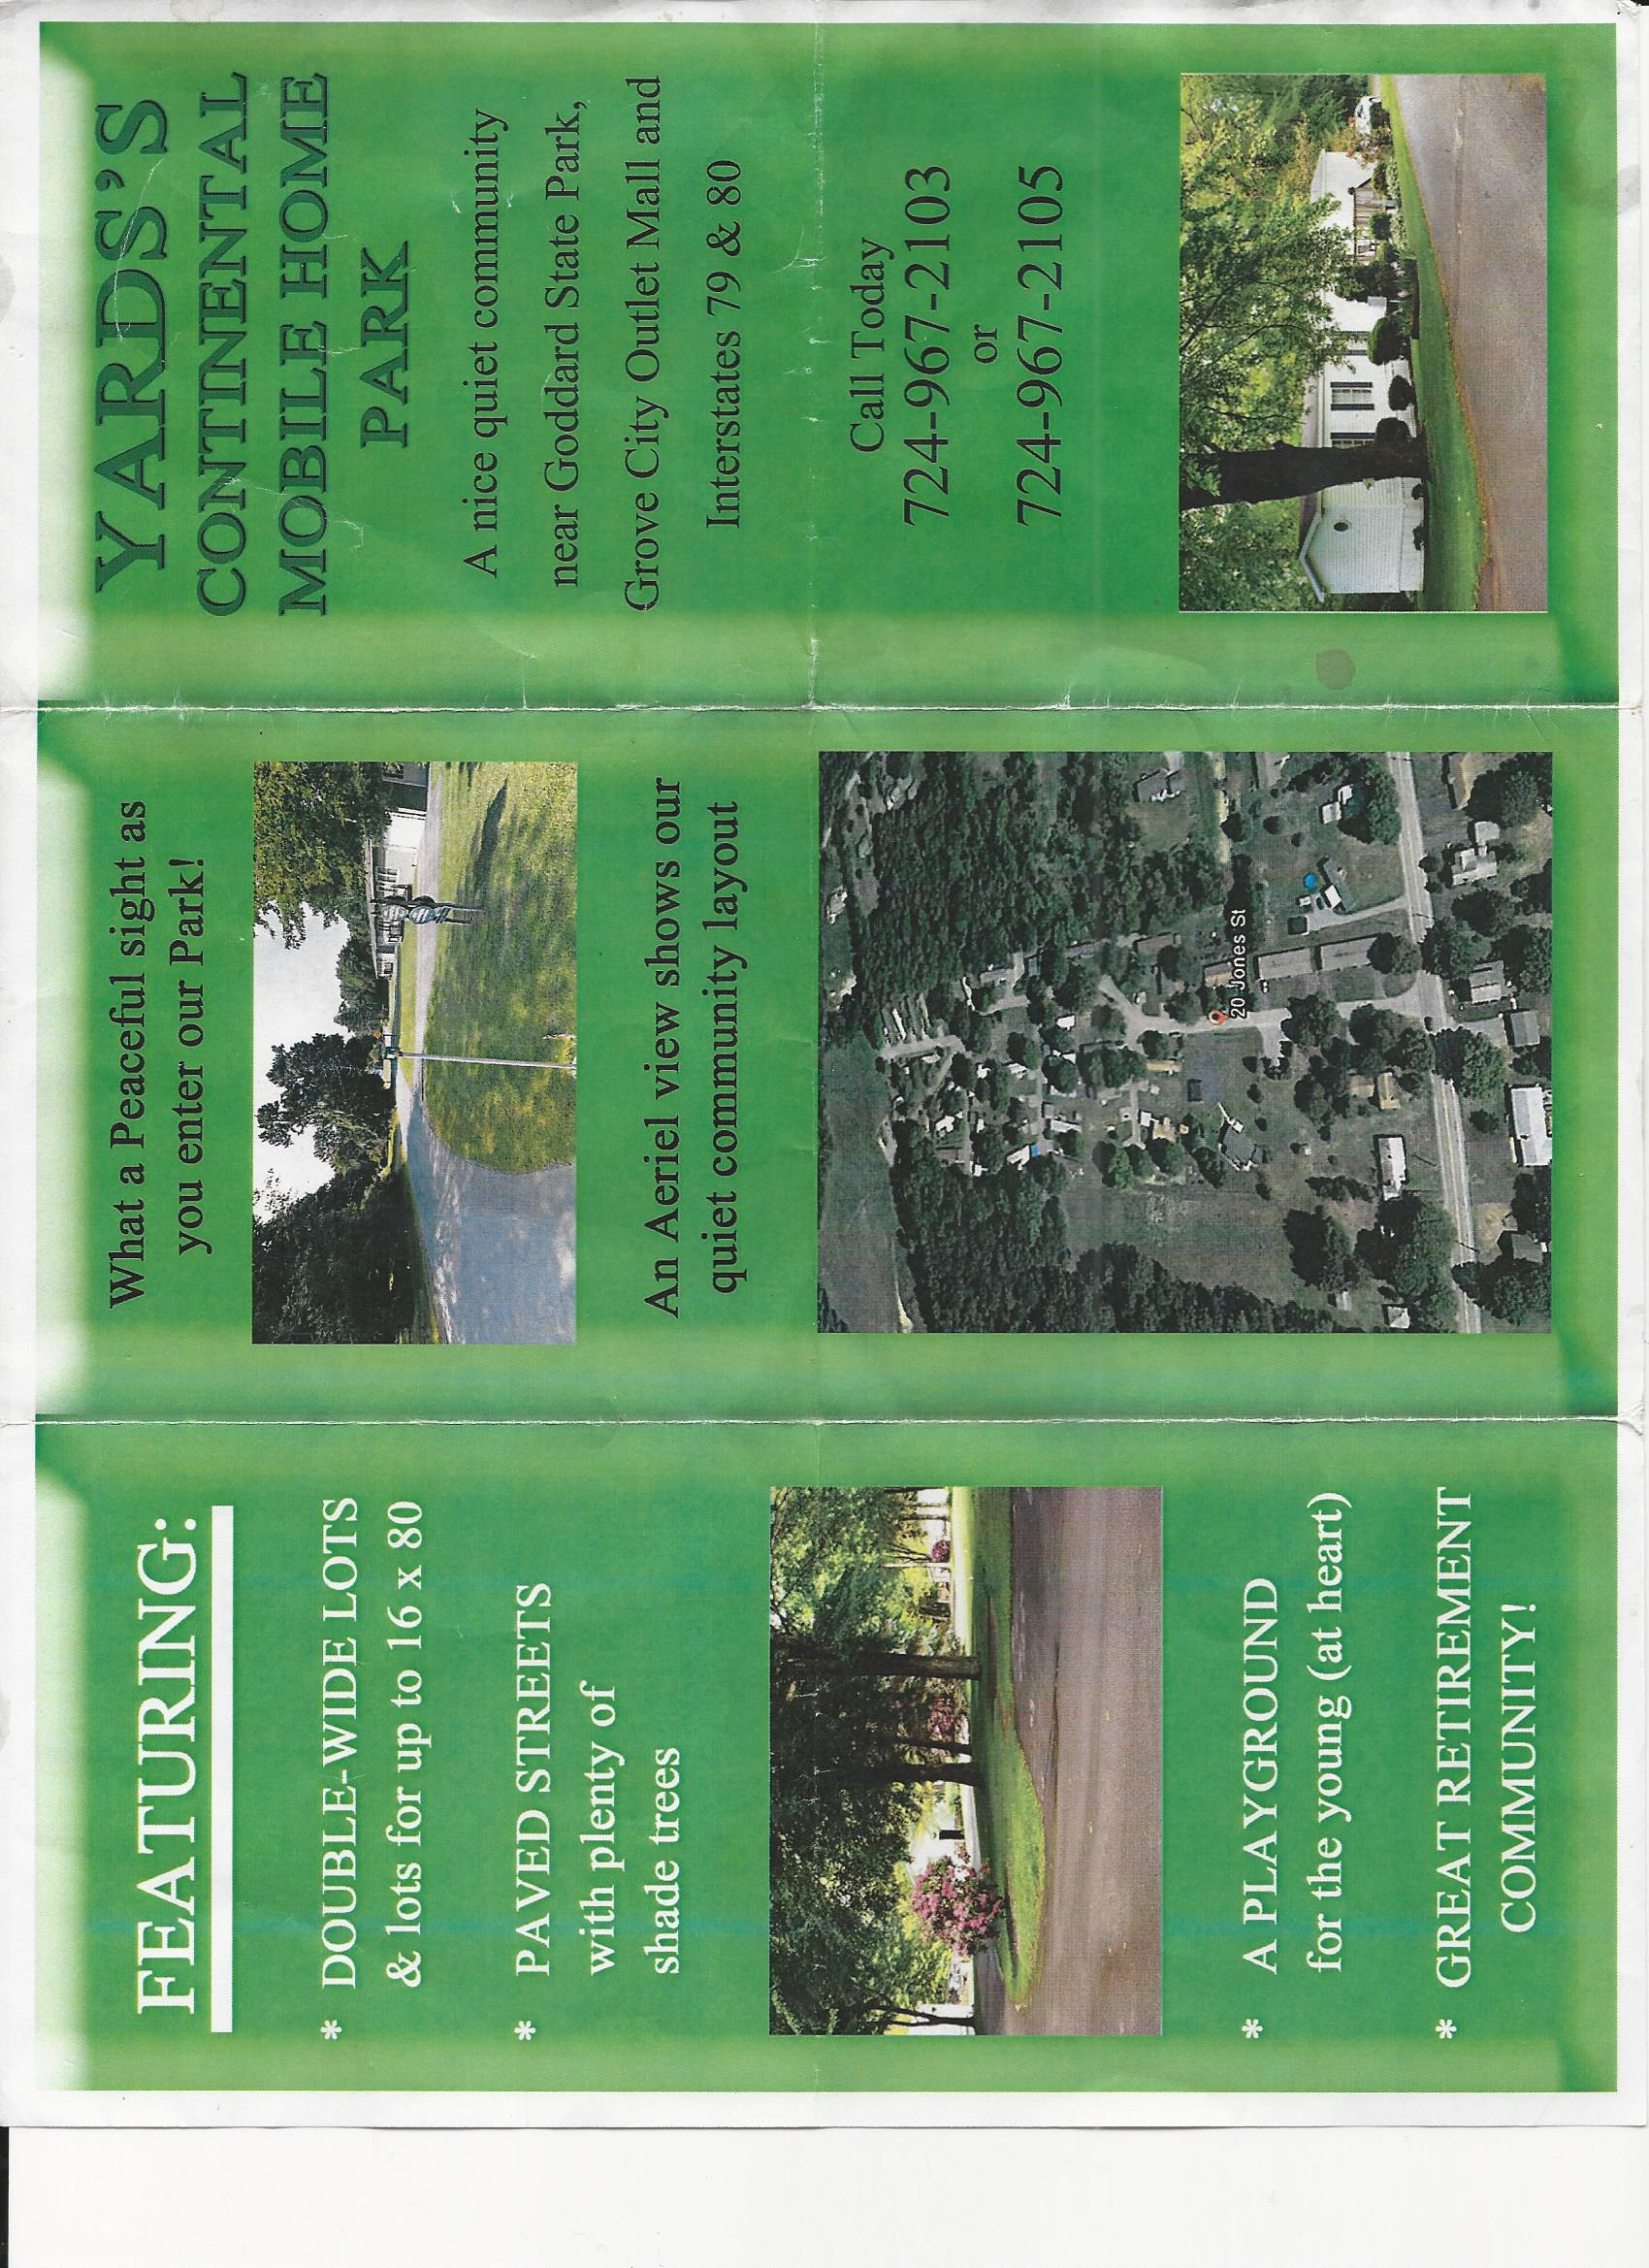 FEATURING:
* DOUBLE-WIDE LOTS
& lots for up to 16 x 80
* PAVED STREETS
with plenty of
shade trees
* A PLAYGROUND
for the young (at heart)
* GREAT RETIREMENT
COMMUNITY!
What a Peaceful sight as
you enter our Park!
An Aeriel view shows our
quiet community layout
20 Jones St
YARDS'S
CONTINENTAL
MOBILE HOME
PARK
A nice quiet community
near Goddard State Park,
Grove City Outlet Mall and
Interstates 79 & 80
Call Today
724-967-2103
or
724-967-2105